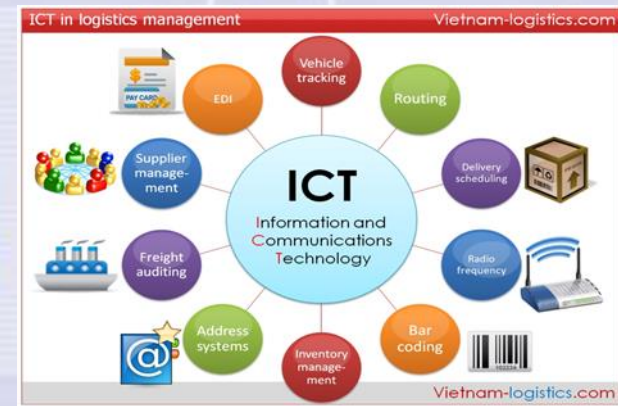 ICT in logistics management
Vietnam-logistics.com
Vehicle
tracking
Routing
Delivery
scheduling
Radio
frequency
Bar
coding
Inventory
manage-
ment
Address
systems
Freight
auditing
Supplier
manage-
ment
EDI
PAY CARD
ICT
Information and
Communications
Technology
Vietnam-logistics.com